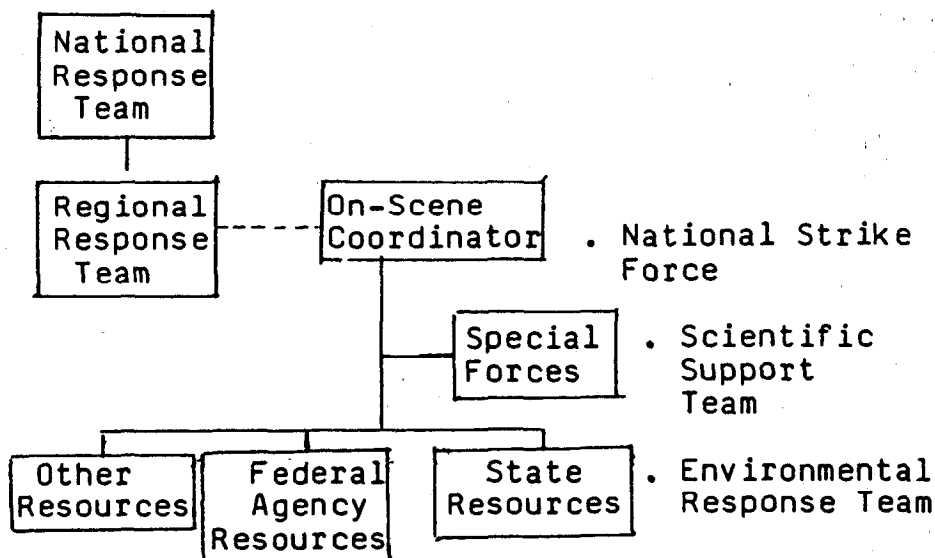 National
Response
Team
Regional
Response
Team
On-Scene
Coordinator
. National Strike
Force
Special
Forces
. Scientific
Support
Team
Other
Resources
Federal
Agency
Resources
State
Resources
. Environmental
Response Team